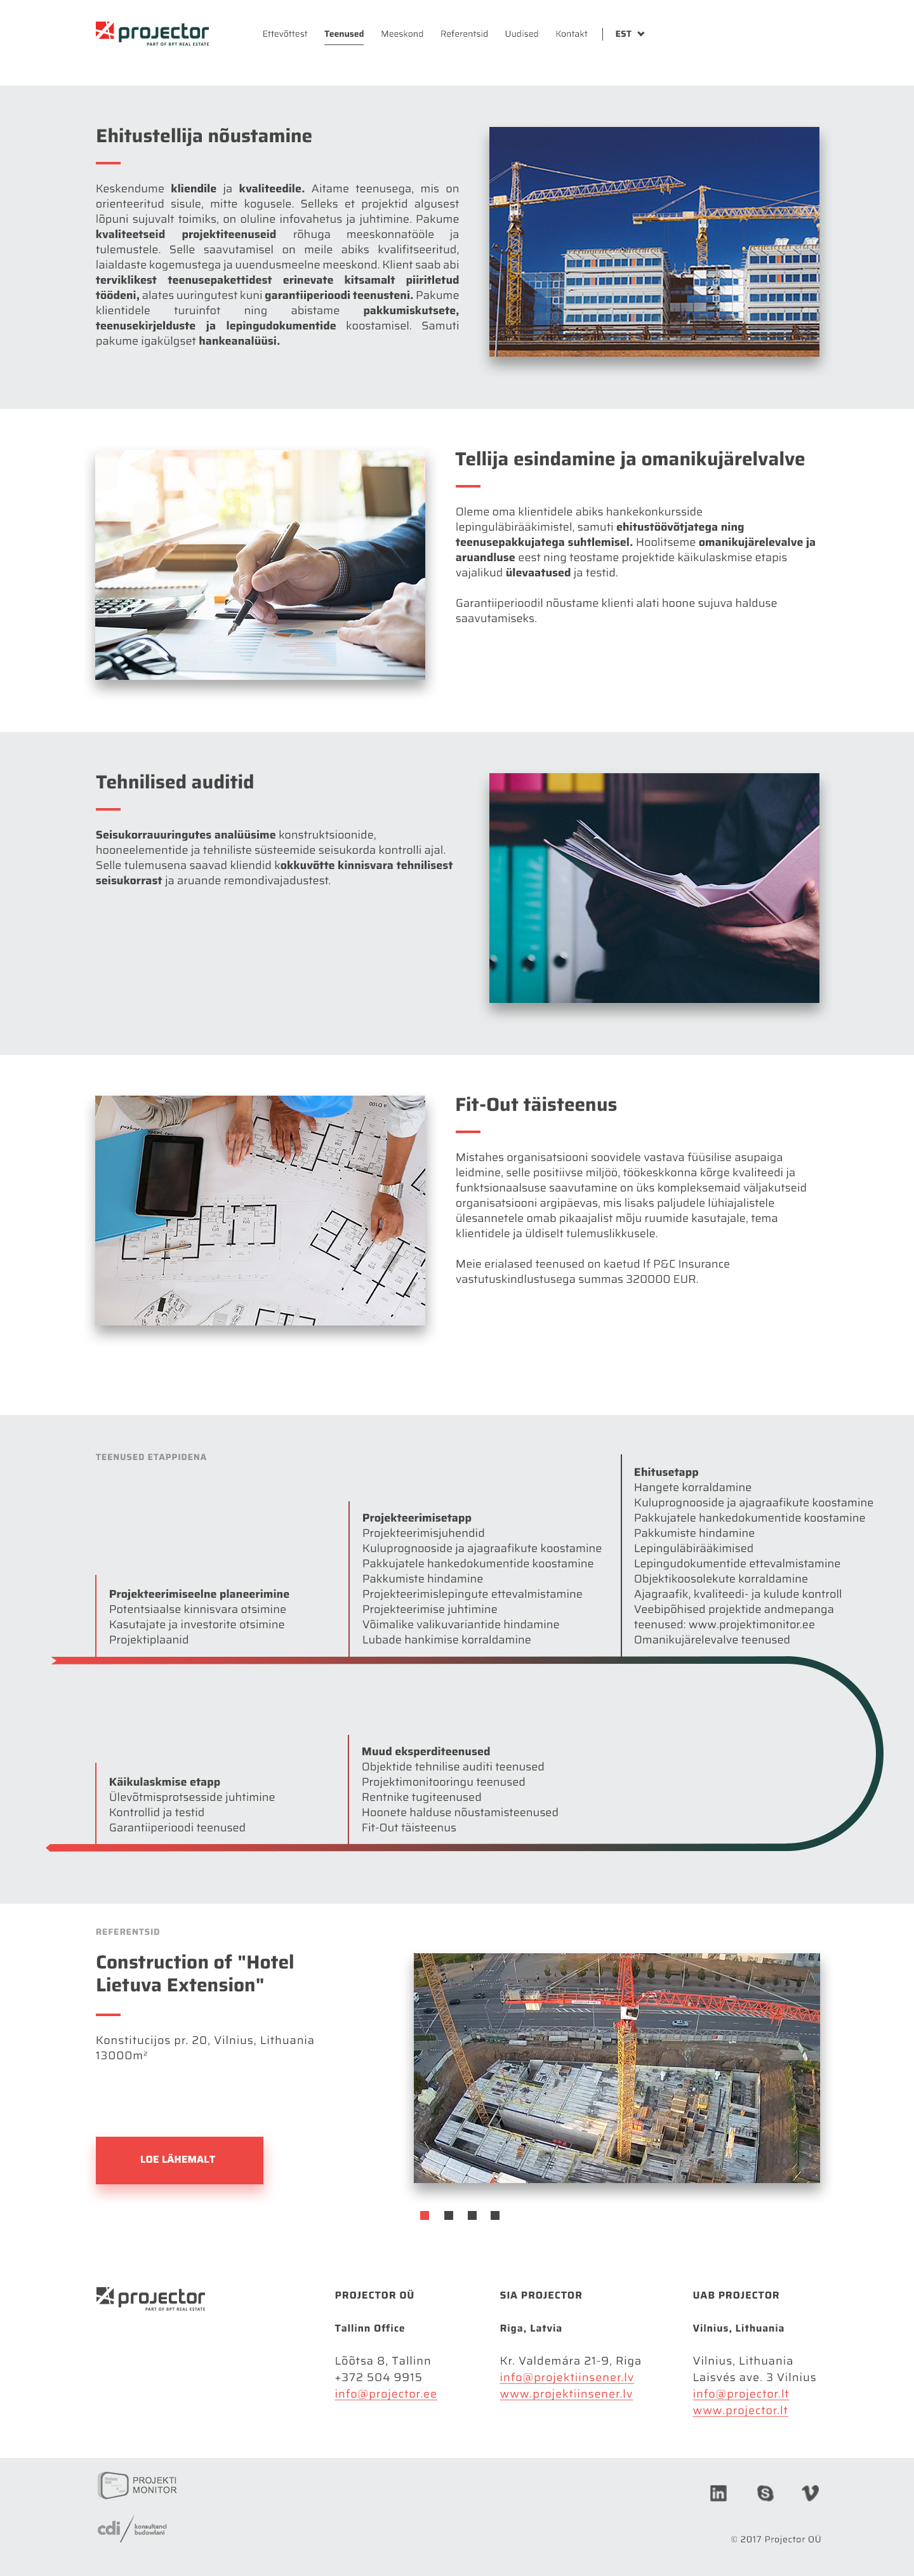 projector
PART OF BPT REAL ESTATE
Ettevõttest Teenused Meeskond Referentsid Uudised Kontakt EST
Ehitustellija nõustamine
Keskendume kliendile ja kvaliteedile. Aitame teenusega, mis on
orienteeritud sisule, mitte kogusele. Selleks et projektid algusest
lõpuni sujuvalt toimiks, on oluline infovahetus ja juhtimine. Pakume
kvaliteetseid projektiteenuseid rõhuga meeskonnatööle ja
tulemustele. Selle saavutamisel on meile abiks kvalifitseeritud,
laialdaste kogemustega ja uuendusmeelne meeskond. Klient saab abi
terviklikest teenusepakettidest erinevate kitsamalt piiritletud
töödeni, alates uuringutest kuni garantiiperioodi teenusteni. Pakume
klientidele turuinfot ning abistame pakkumiskutsete,
teenusekirjelduste ja lepingudokumentide koostamisel. Samuti
pakume igakülgset hankeanalüüsi.
Tellija esindamine ja omanikujärelvalve
Oleme oma klientidele abiks hankekonkursside
lepinguläbirääkimistel, samuti ehitustöövõtjatega ning
teenusepakkujatega suhtlemisel. Hoolitseme omanikujärelevalve ja
aruandluse eest ning teostame projektide käikulaskmise etapis
vajalikud ülevaatused ja testid.
Garantiiperioodil nõustame klienti alati hoone sujuva halduse
saavutamiseks.
Tehnilised auditid
Seisukorrauuringutes analüüsime konstruktsioonide,
hooneelementide ja tehniliste süsteemide seisukorda kontrolli ajal.
Selle tulemusena saavad kliendid kokkuvõtte kinnisvara tehnilisest
seisukorrast ja aruande remondivajadustest.
Fit-Out täisteenus
Mistahes organisatsiooni soovidele vastava füüsilise asupaiga
leidmine, selle positiivse miljöö, töökeskkonna kõrge kvaliteedi ja
funktsionaalsuse saavutamine on üks kompleksemaid väljakutseid
organisatsiooni argipäevas, mis lisaks paljudele lühiajalistele
ülesannetele omab pikaajalist mõju ruumide kasutajale, tema
klientidele ja üldiselt tulemuslikkusele.
Meie erialased teenused on kaetud If P&C Insurance
vastutuskindlustusega summas 320000 EUR.
TEENUSED ETAPPIDENA
Projekteerimiseelne planeerimine
Potentsiaalse kinnisvara otsimine
Kasutajate ja investorite otsimine
Projektiplaanid
Projekteerimisetapp
Projekteerimisjuhendid
Kuluprognooside ja ajagraafikute koostamine
Pakkujatele hankedokumentide koostamine
Pakkumiste hindamine
Projekteerimislepingute ettevalmistamine
Projekteerimise juhtimine
Võimalike valikuvariantide hindamine
Lubade hankimise korraldamine
Ehitusetapp
Hangete korraldamine
Kuluprognooside ja ajagraafikute koostamine
Pakkujatele hankedokumentide koostamine
Pakkumiste hindamine
Lepinguläbirääkimised
Lepingudokumentide ettevalmistamine
Objektikoosolekute korraldamine
Ajagraafik, kvaliteedi- ja kulude kontroll
Veebipõhised projektide andmepanga
teenused: www.projektimonitor.ee
Omanikujärelevalve teenused
Käikulaskmise etapp
Ülevõtmisprotsesside juhtimine
Kontrollid ja testid
Garantiiperioodi teenused
Muud eksperditeenused
Objektide tehnilise auditi teenused
Projektimonitooringu teenused
Rentnike tugiteenused
Hoonete halduse nõustamisteenused
Fit-Out täisteenus
REFERENTSID
Construction of "Hotel
Lietuva Extension"
Konstitucijos pr. 20, Vilnius, Lithuania
13000m²
LOE LÄHEMALT
projector
PART OF BPT REAL ESTATE
PROJECTOR OÜ
Tallinn Office
Lõõtsa 8, Tallinn
+372 504 9915
info@projector.ee
SIA PROJECTOR
Riga, Latvia
Kr. Valdemára 21-9, Riga
info@projektiinsener.lv
www.projektiinsener.lv
UAB PROJECTOR
Vilnius, Lithuania
Vilnius, Lithuania
Laisvés ave. 3 Vilnius
info@projector.lt
www.projector.lt
PROJEKTI
MONITOR
cdi konsultanci
budowlani
in
© 2017 Projector OÜ